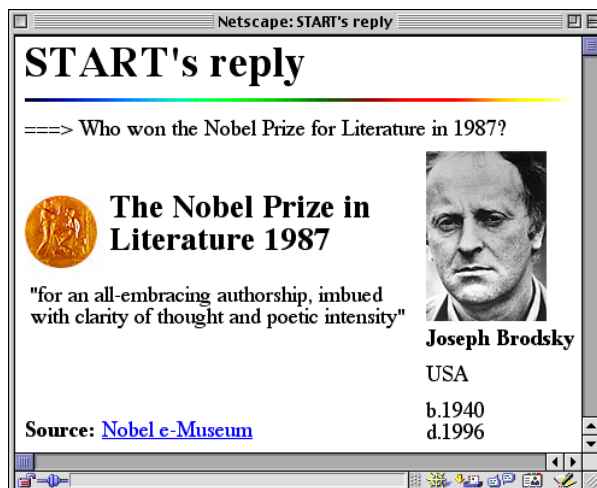 Netscape: START's reply
START's reply
===> Who won the Nobel Prize for Literature in 1987?
The Nobel Prize in
Literature 1987
"for an all-embracing authorship, imbued
with clarity of thought and poetic intensity"
Joseph Brodsky
USA
b.1940
d.1996
Source: Nobel e-Museum